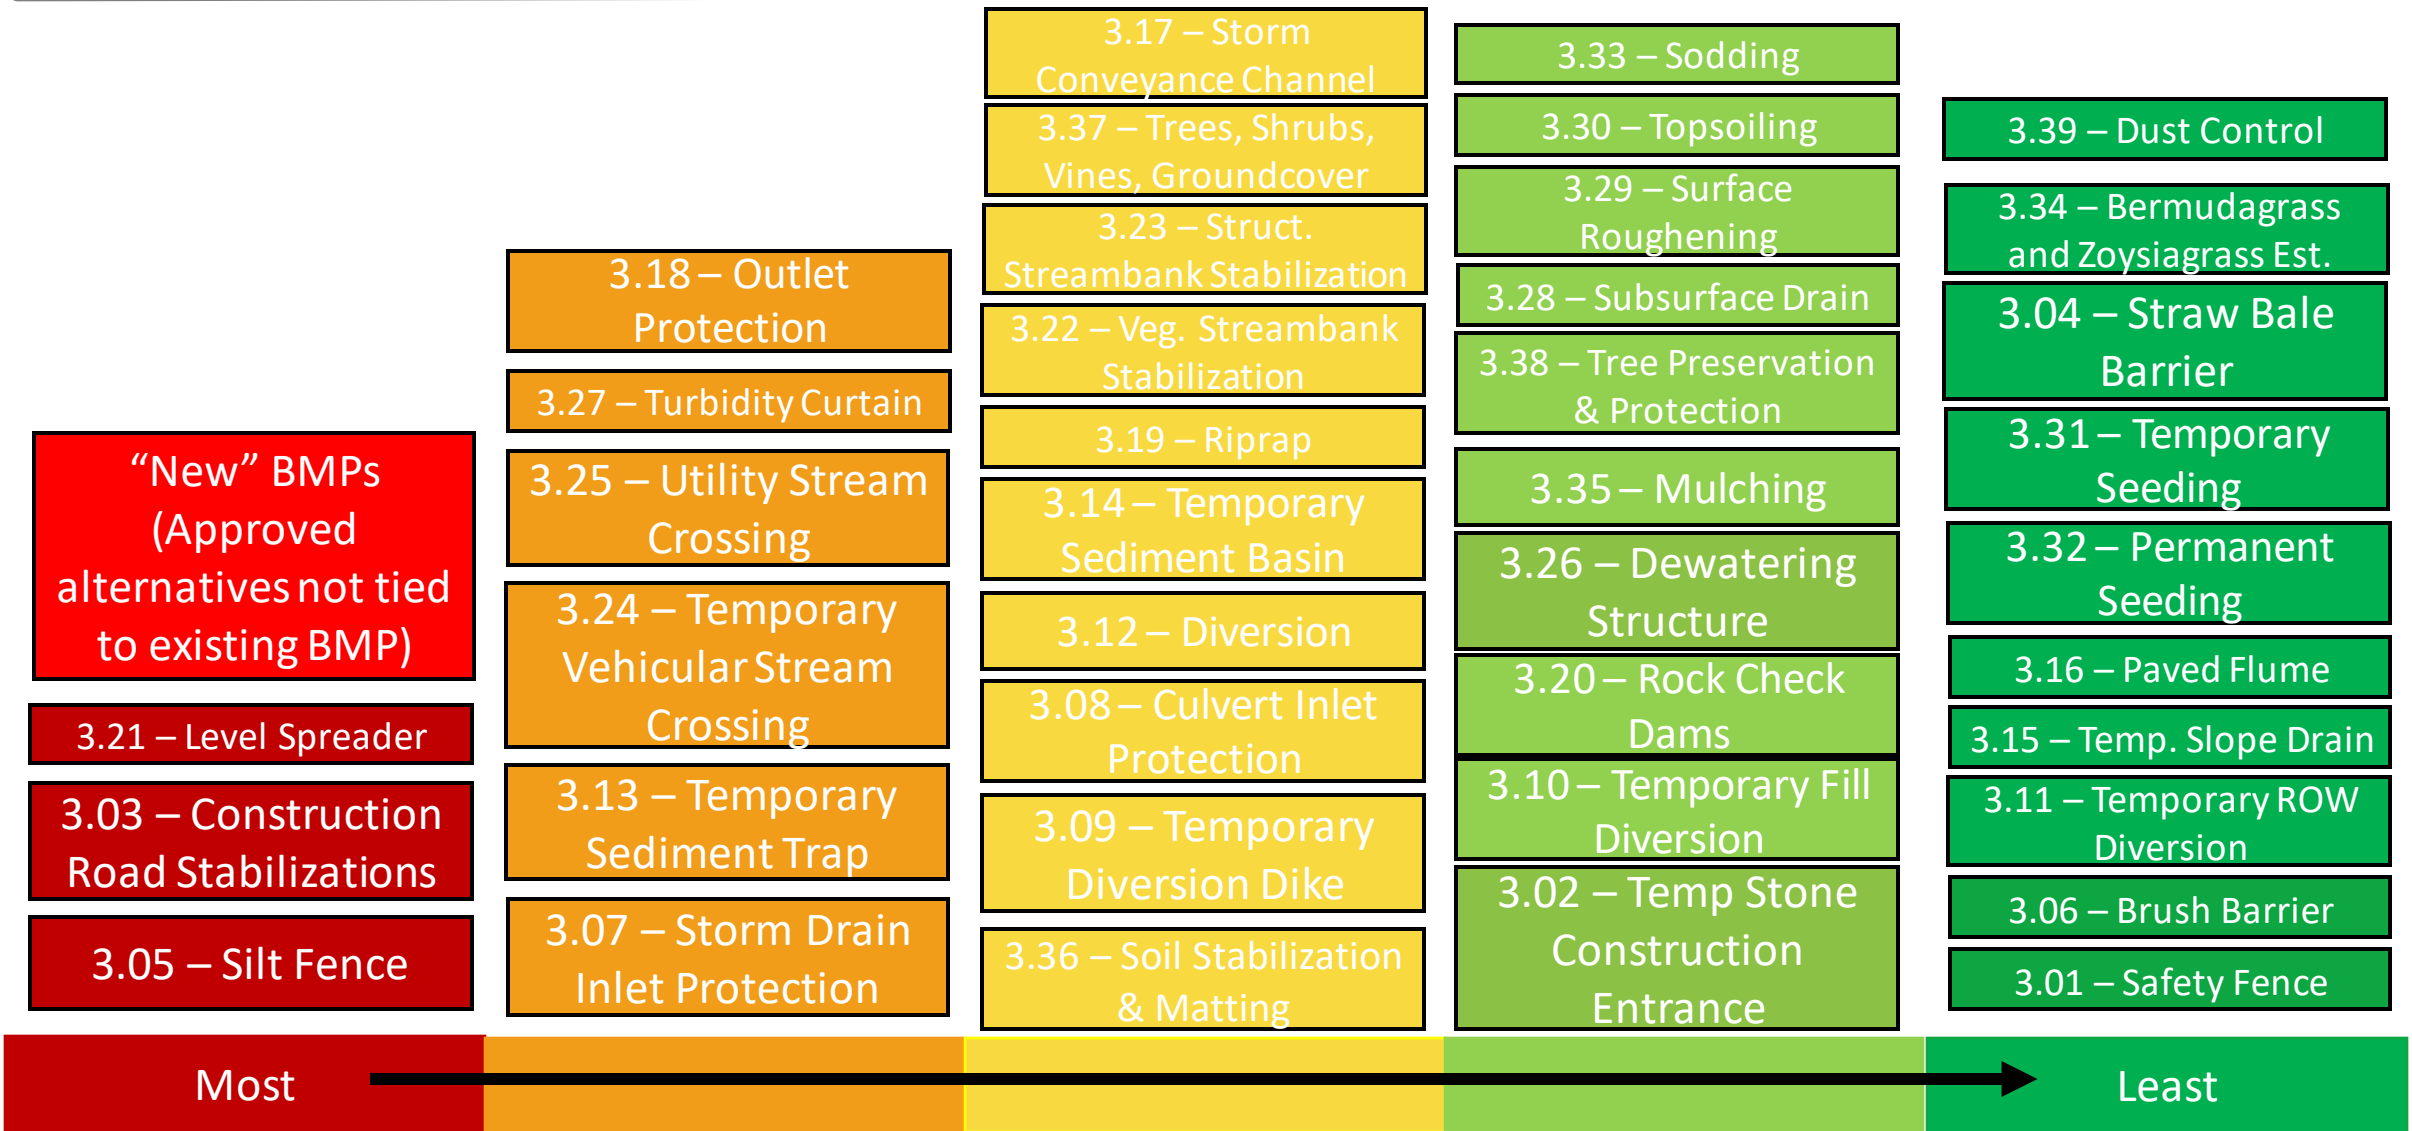 “New” BMPs
(Approved
alternatives not tied
to existing BMP)
3.21 – Level Spreader
3.03 – Construction
Road Stabilizations
3.05 – Silt Fence
3.18 – Outlet
Protection
3.27 – Turbidity Curtain
3.25 – Utility Stream
Crossing
3.24 – Temporary
Vehicular Stream
Crossing
3.13 – Temporary
Sediment Trap
3.07 – Storm Drain
Inlet Protection
3.17 – Storm
Conveyance Channel
3.37 – Trees, Shrubs,
Vines, Groundcover
3.23 – Struct.
Streambank Stabilization
3.22 – Veg. Streambank
Stabilization
3.19 – Riprap
3.14 – Temporary
Sediment Basin
3.12 – Diversion
3.08 – Culvert Inlet
Protection
3.09 – Temporary
Diversion Dike
3.36 – Soil Stabilization
& Matting
3.33 – Sodding
3.30 – Topsoiling
3.29 – Surface
Roughening
3.28 – Subsurface Drain
3.38 – Tree Preservation
& Protection
3.35 – Mulching
3.26 – Dewatering
Structure
3.20 – Rock Check
Dams
3.10 – Temporary Fill
Diversion
3.02 – Temp Stone
Construction
Entrance
3.39 – Dust Control
3.34 – Bermudagrass
and Zoysiagrass Est.
3.04 – Straw Bale
Barrier
3.31 – Temporary
Seeding
3.32 – Permanent
Seeding
3.16 – Paved Flume
3.15 – Temp. Slope Drain
3.11 – Temporary ROW
Diversion
3.06 – Brush Barrier
3.01 – Safety Fence
Most
Least